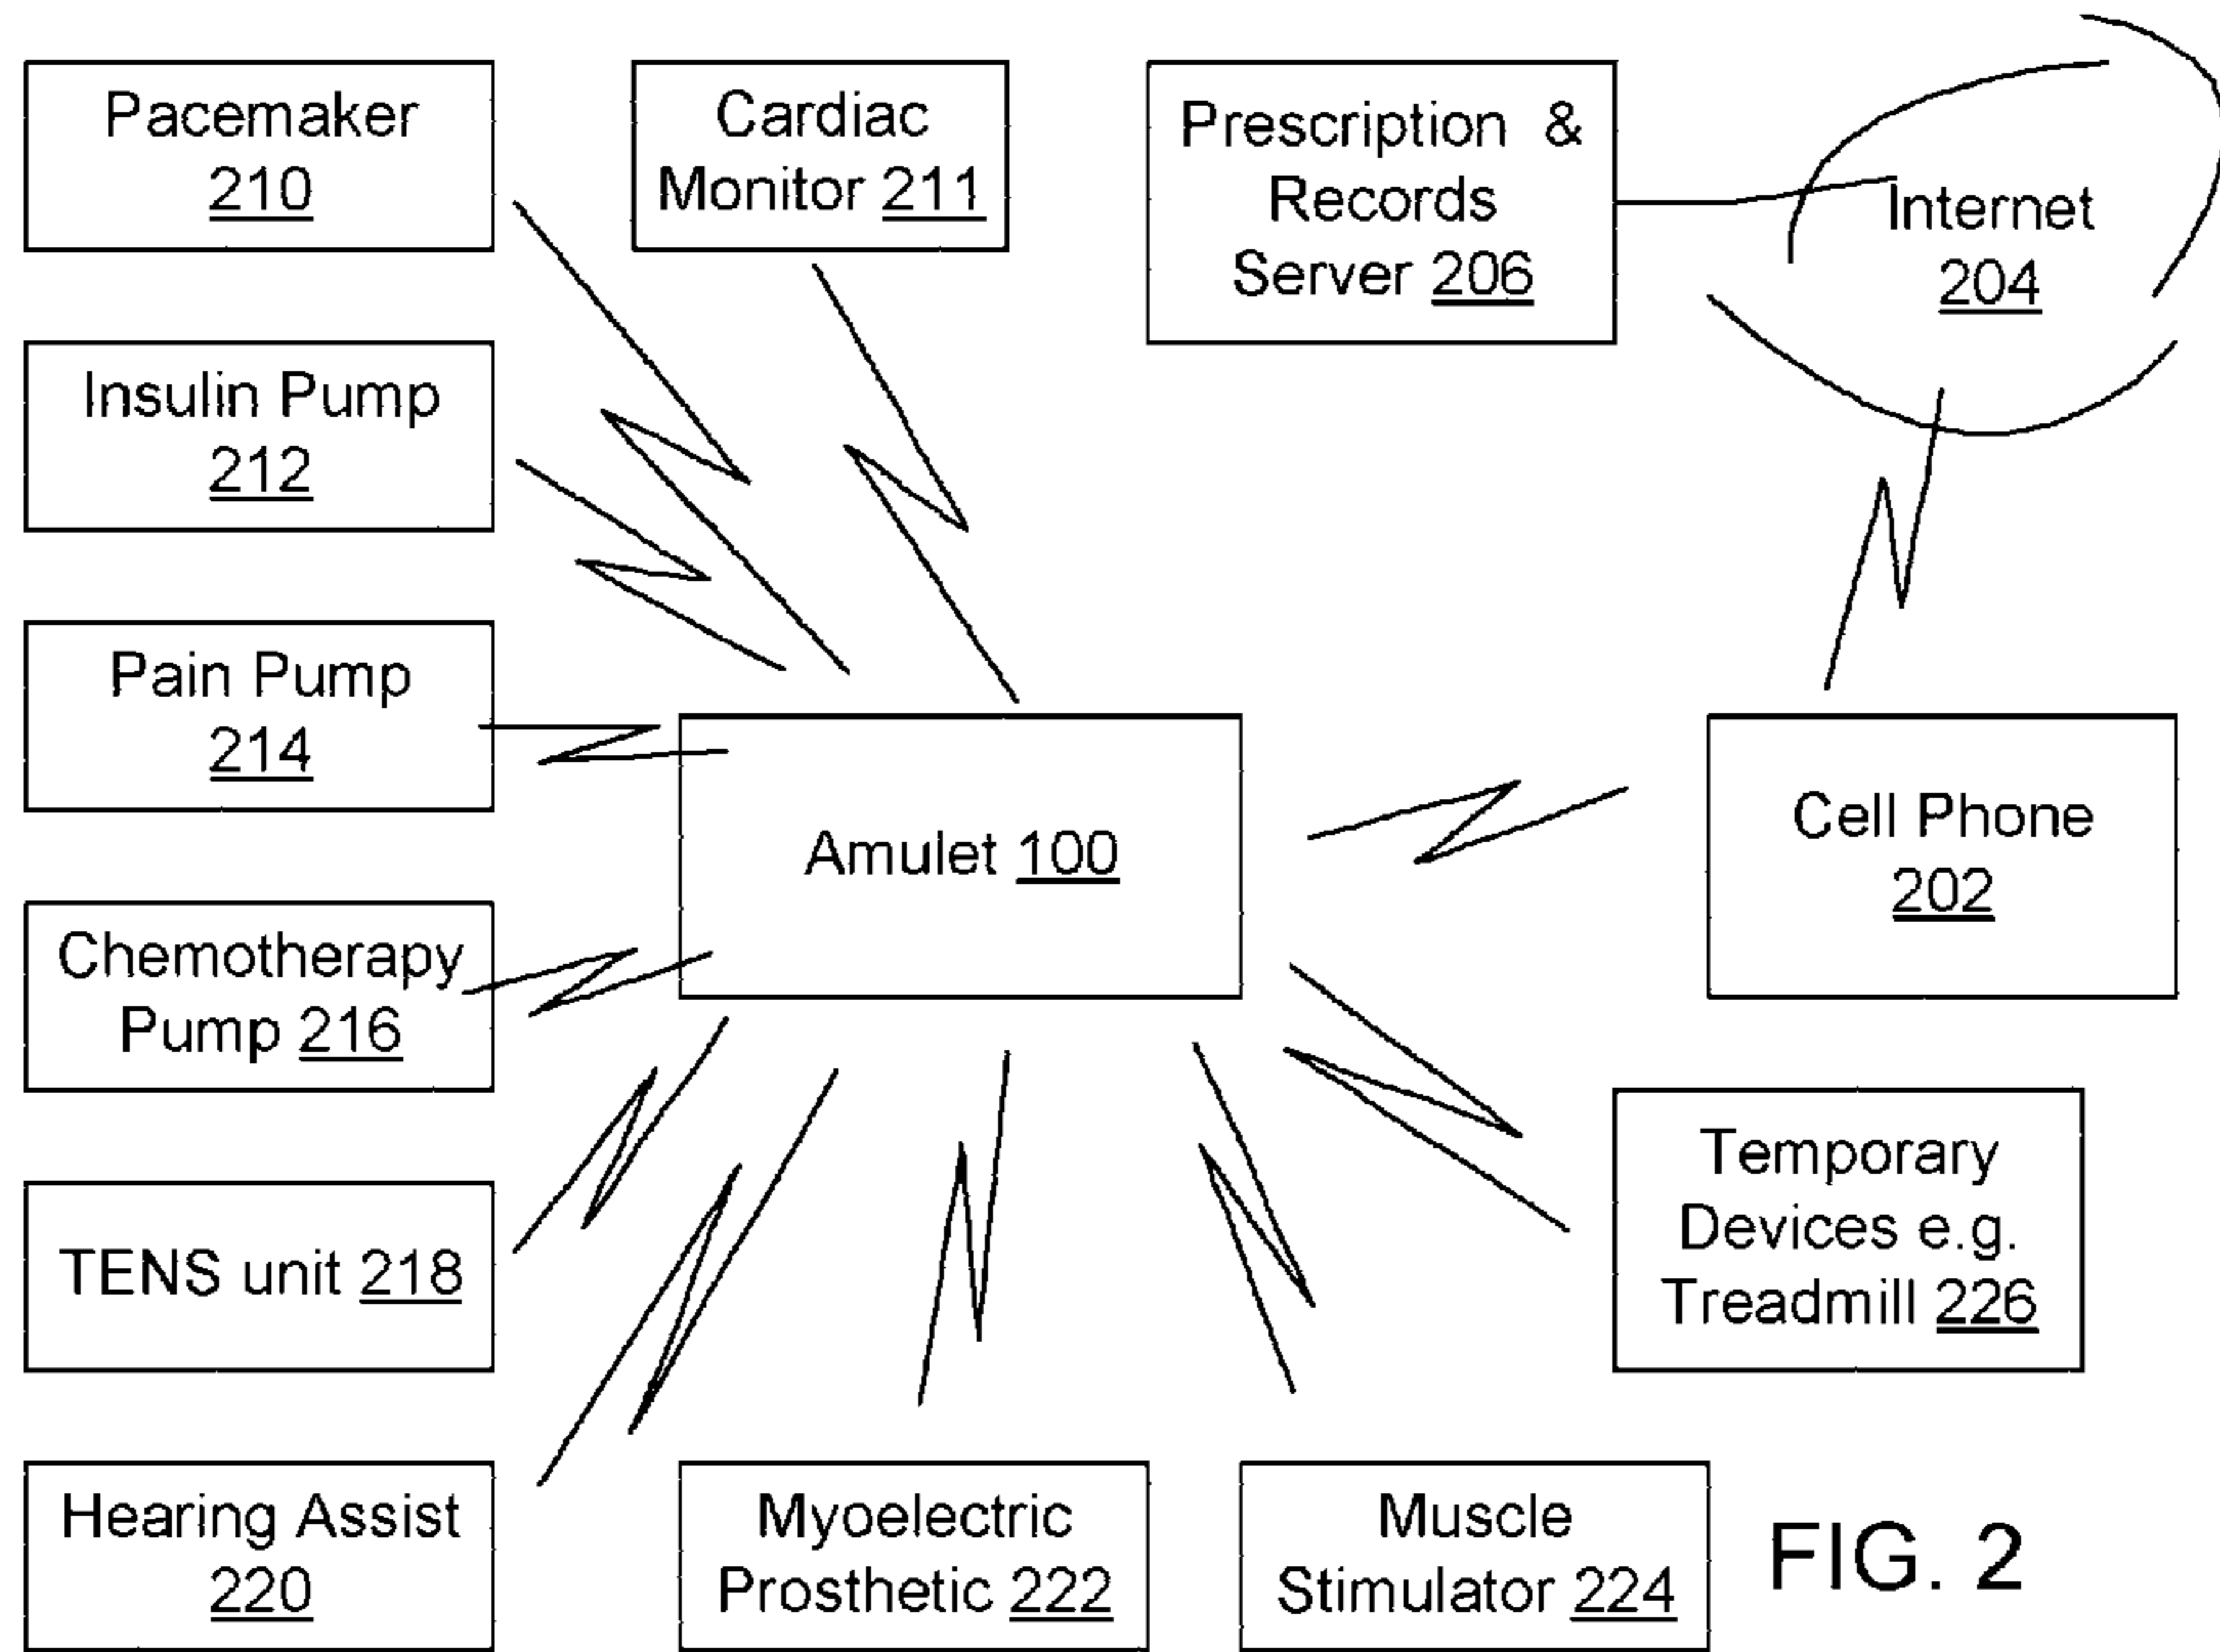 Pacemaker
210
Cardiac
Monitor 211
Prescription &
Records
Server 206
Internet
204
Insulin Pump
212
Pain Pump
214
Amulet 100
Cell Phone
202
Chemotherapy
Pump 216
TENS unit 218
Temporary
Devices e.g.
Treadmill 226
Hearing Assist
220
Myoelectric
Prosthetic 222
Muscle
Stimulator 224
FIG. 2